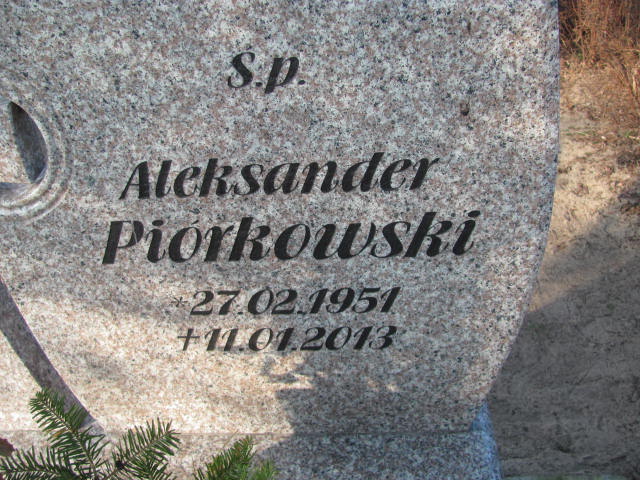 Ś.p.
Aleksander
Piórkowski
*27.02.1951
+11.01.2013